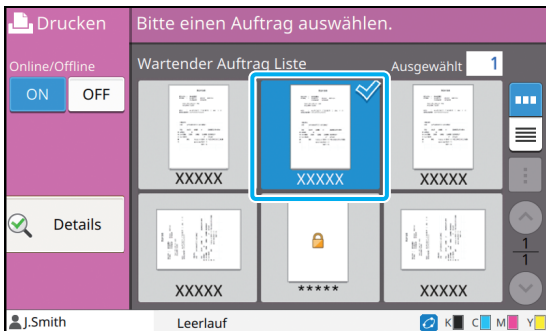 Drucken
Bitte einen Auftrag auswählen.
Online/Offline
ON OFF
Wartender Auftrag Liste
Ausgewählt 1
XXXXX XXXXX XXXXX
Details
XXXXX ***** XXXXX
1
1
J.Smith
Leerlauf
K C M Y